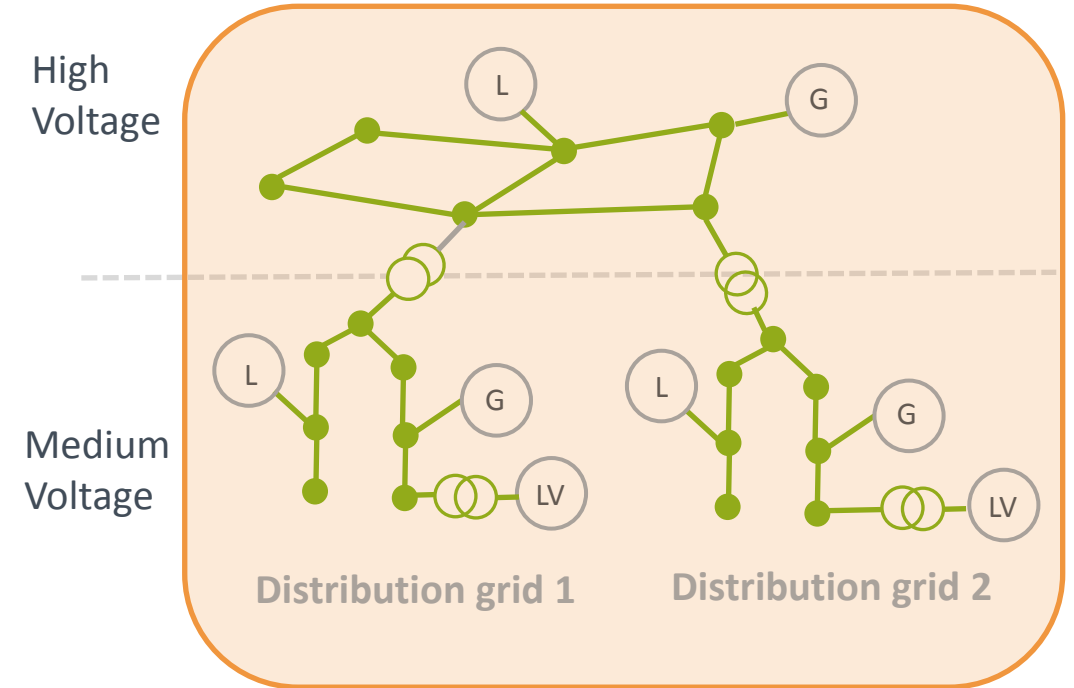 High
Voltage
L
G
L
G
LV
L
G
LV
Medium
Voltage
Distribution grid 1
Distribution grid 2